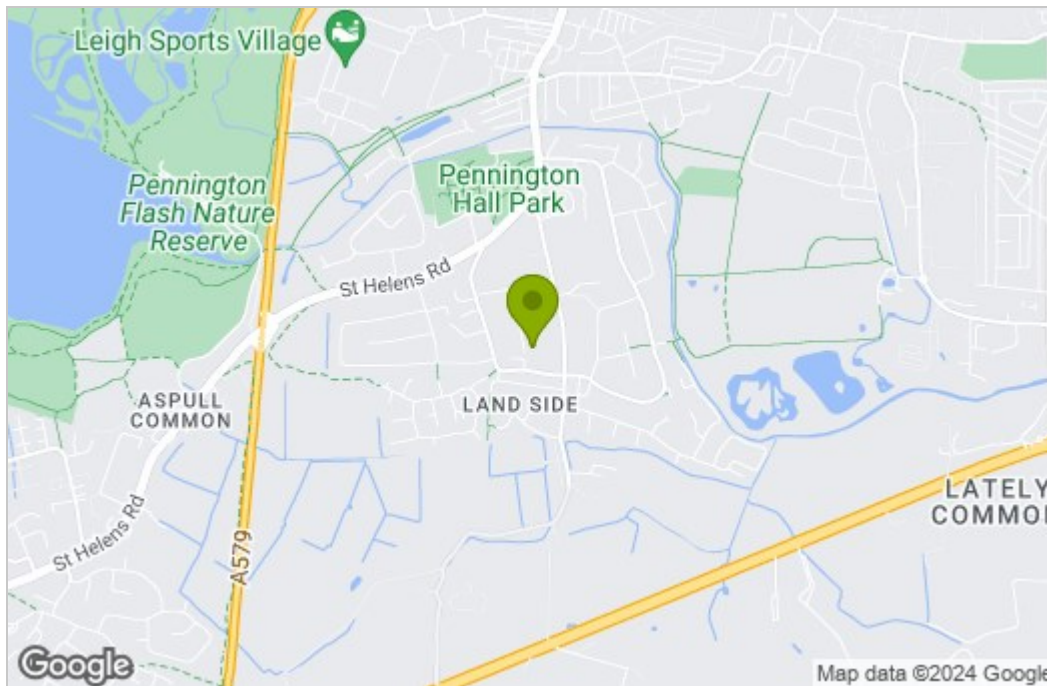 Leigh Sports Village
Pennington
Flash Nature
Reserve
Pennington
Hall Park
St Helens Rd
ASPULL
COMMON
LAND SIDE
LATELY
COMMON
St Helens Rd
A579
Google
Map data ©2024 Google